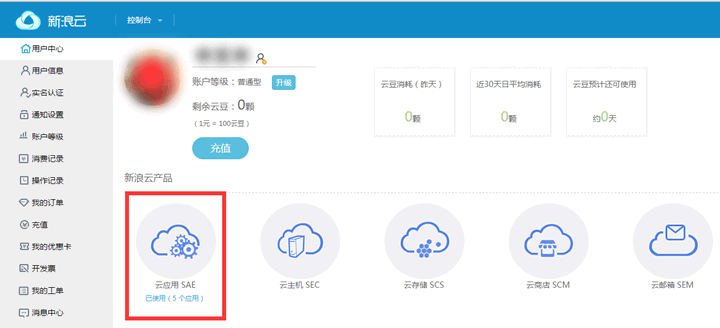 新浪云
控制台
用户中心
用户信息
实名认证
通知设置
账户等级
消费记录
操作记录
我的订单
充值
我的优惠卡
开发票
我的工单
消息中心
账户等级：普通型 升级
剩余云豆：0颗
（1元 = 100云豆）
充值
云豆消耗（昨天）
0颗
近30天日平均消耗
0颗
云豆预计还可使用
约0天
新浪云产品
云应用 SAE
已使用（5 个应用）
云主机 SEC
云存储 SCS
云商店 SCM
云邮箱 SEM